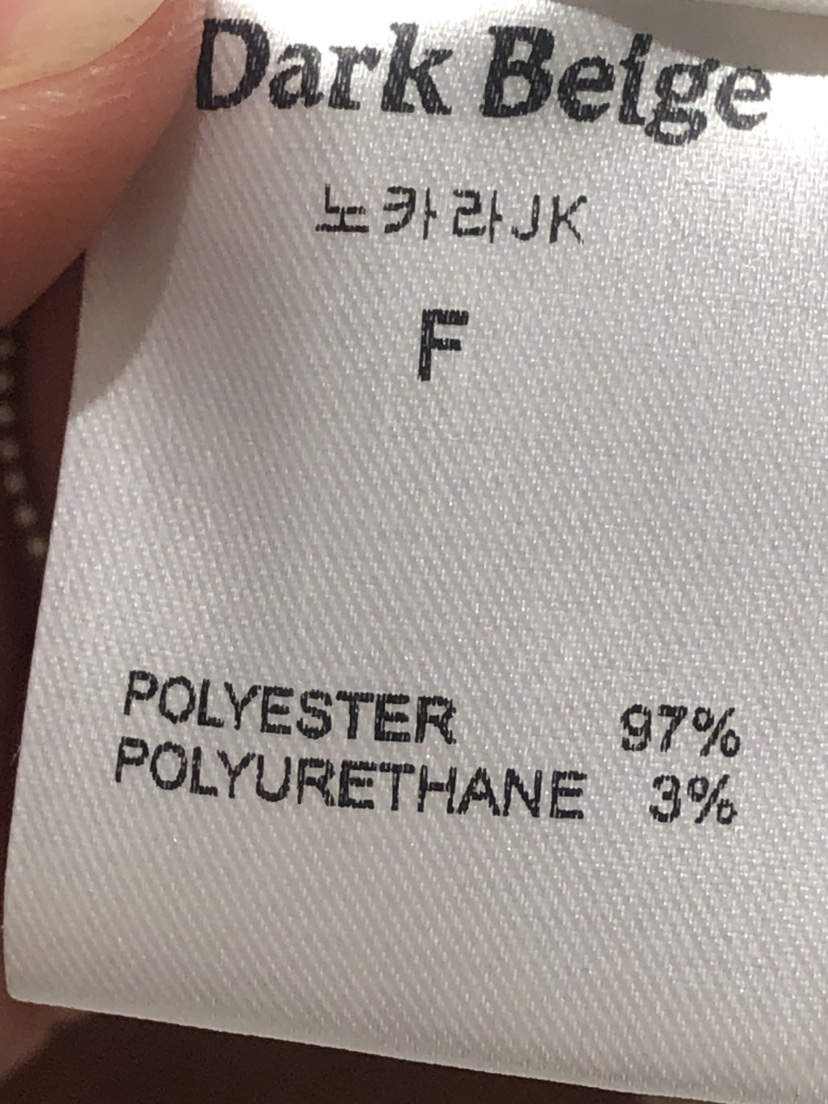 Dark Beige
노카라JK
F
POLYESTER 97%
POLYURETHANE 3%